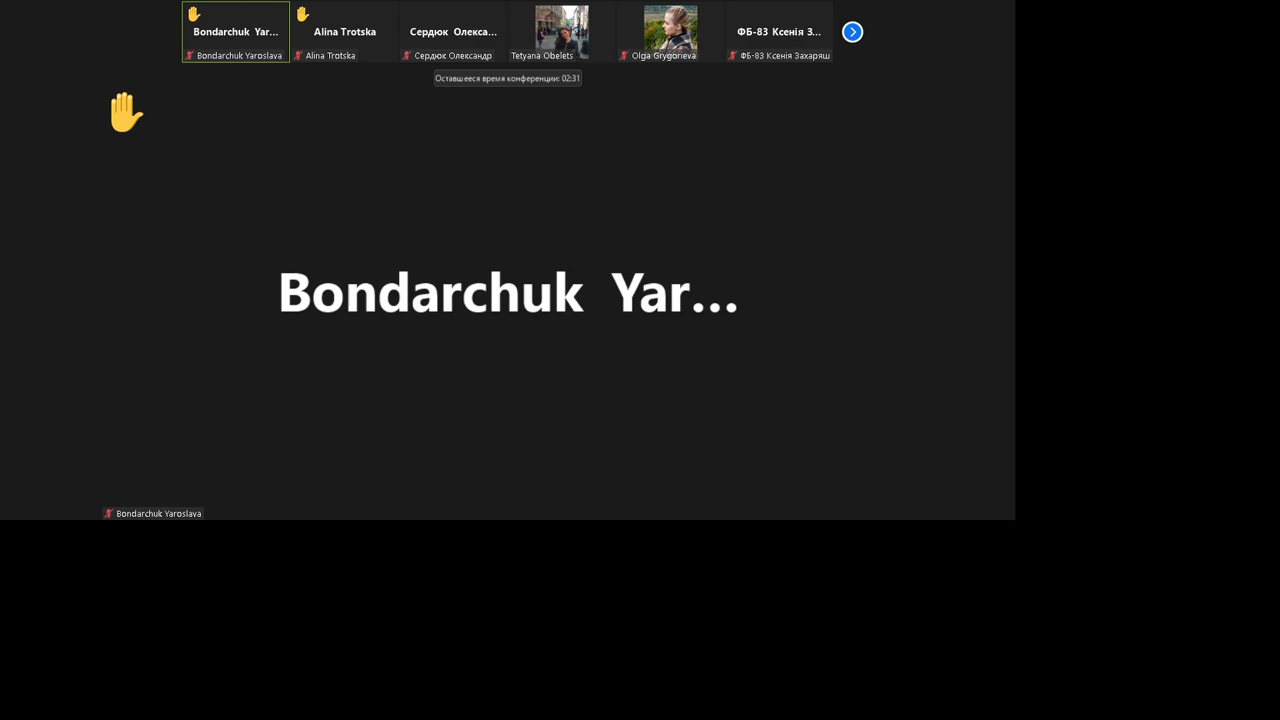 Bondarchuk Yar...
Alina Trotska
Сердюк Олекса...
ФБ-83 Ксенія З...
Bondarchuk Yaroslava
Alina Trotska
Сердюк Олександр
Tetyana Obelets
Olga Grygorieva
ФБ-83 Ксенія Захаряш
Оставшееся время конференции: 02:31
Bondarchuk Yar...
Bondarchuk Yaroslava